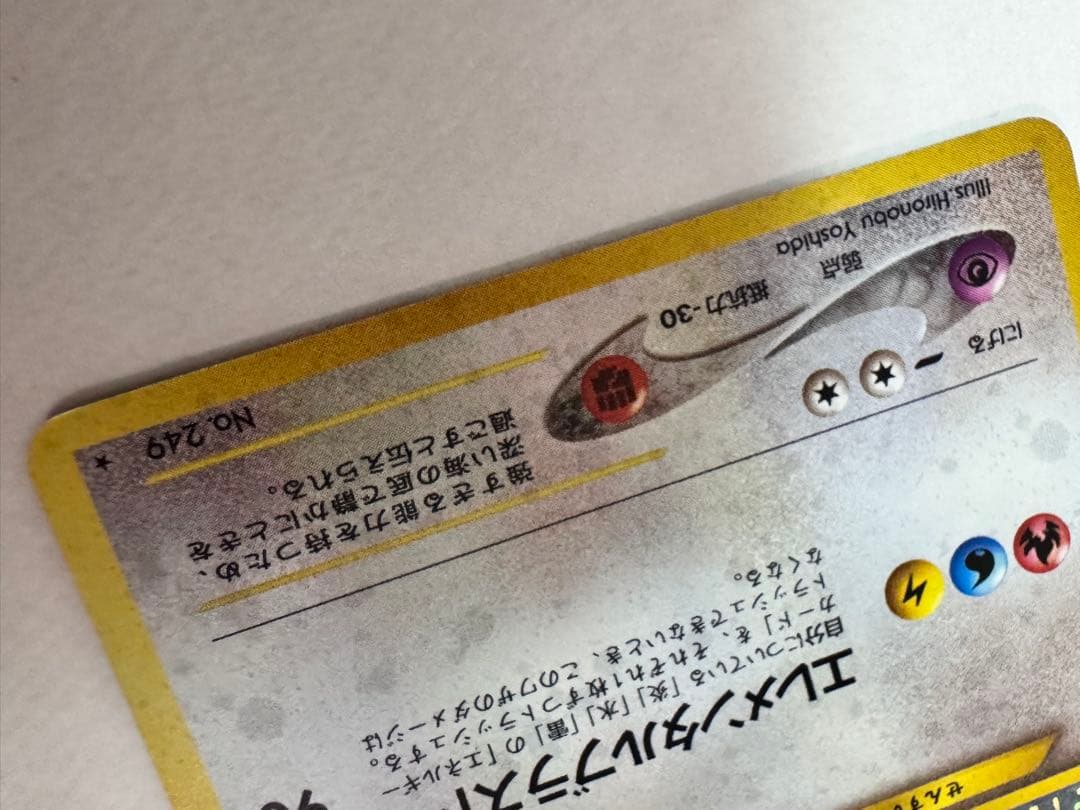 せんす
エレメンタルブラス
自分についている「炎」「水」「雷」の「エネルギー
カード」を、それぞれ1枚ずつトラッシュする。
トラッシュできないとき、このワザのダメージは
なくなる。
にげる
弱点
抵抗力 -30
強すぎる能力を持つため、
深い海の底で静かにときを
過ごすと伝えられる。
Illus.Hironobu Yoshida
No. 249 ★